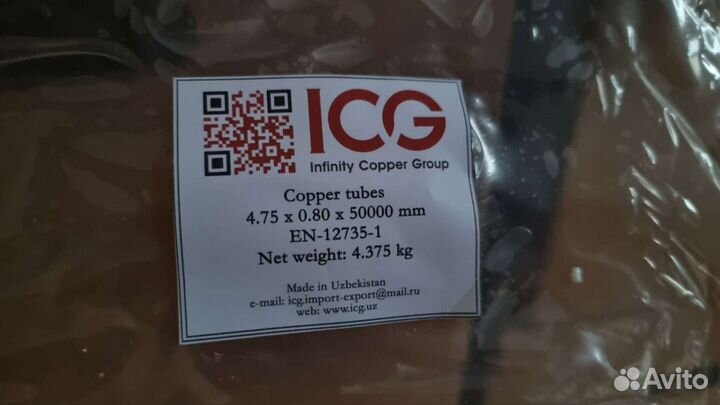 ICG
Infinity Copper Group
Copper tubes
4.75 x 0.80 x 50000 mm
EN-12735-1
Net weight: 4.375 kg
Made in Uzbekistan
e-mail: icg.import-export@mail.ru
web: www.icg.uz
Avito